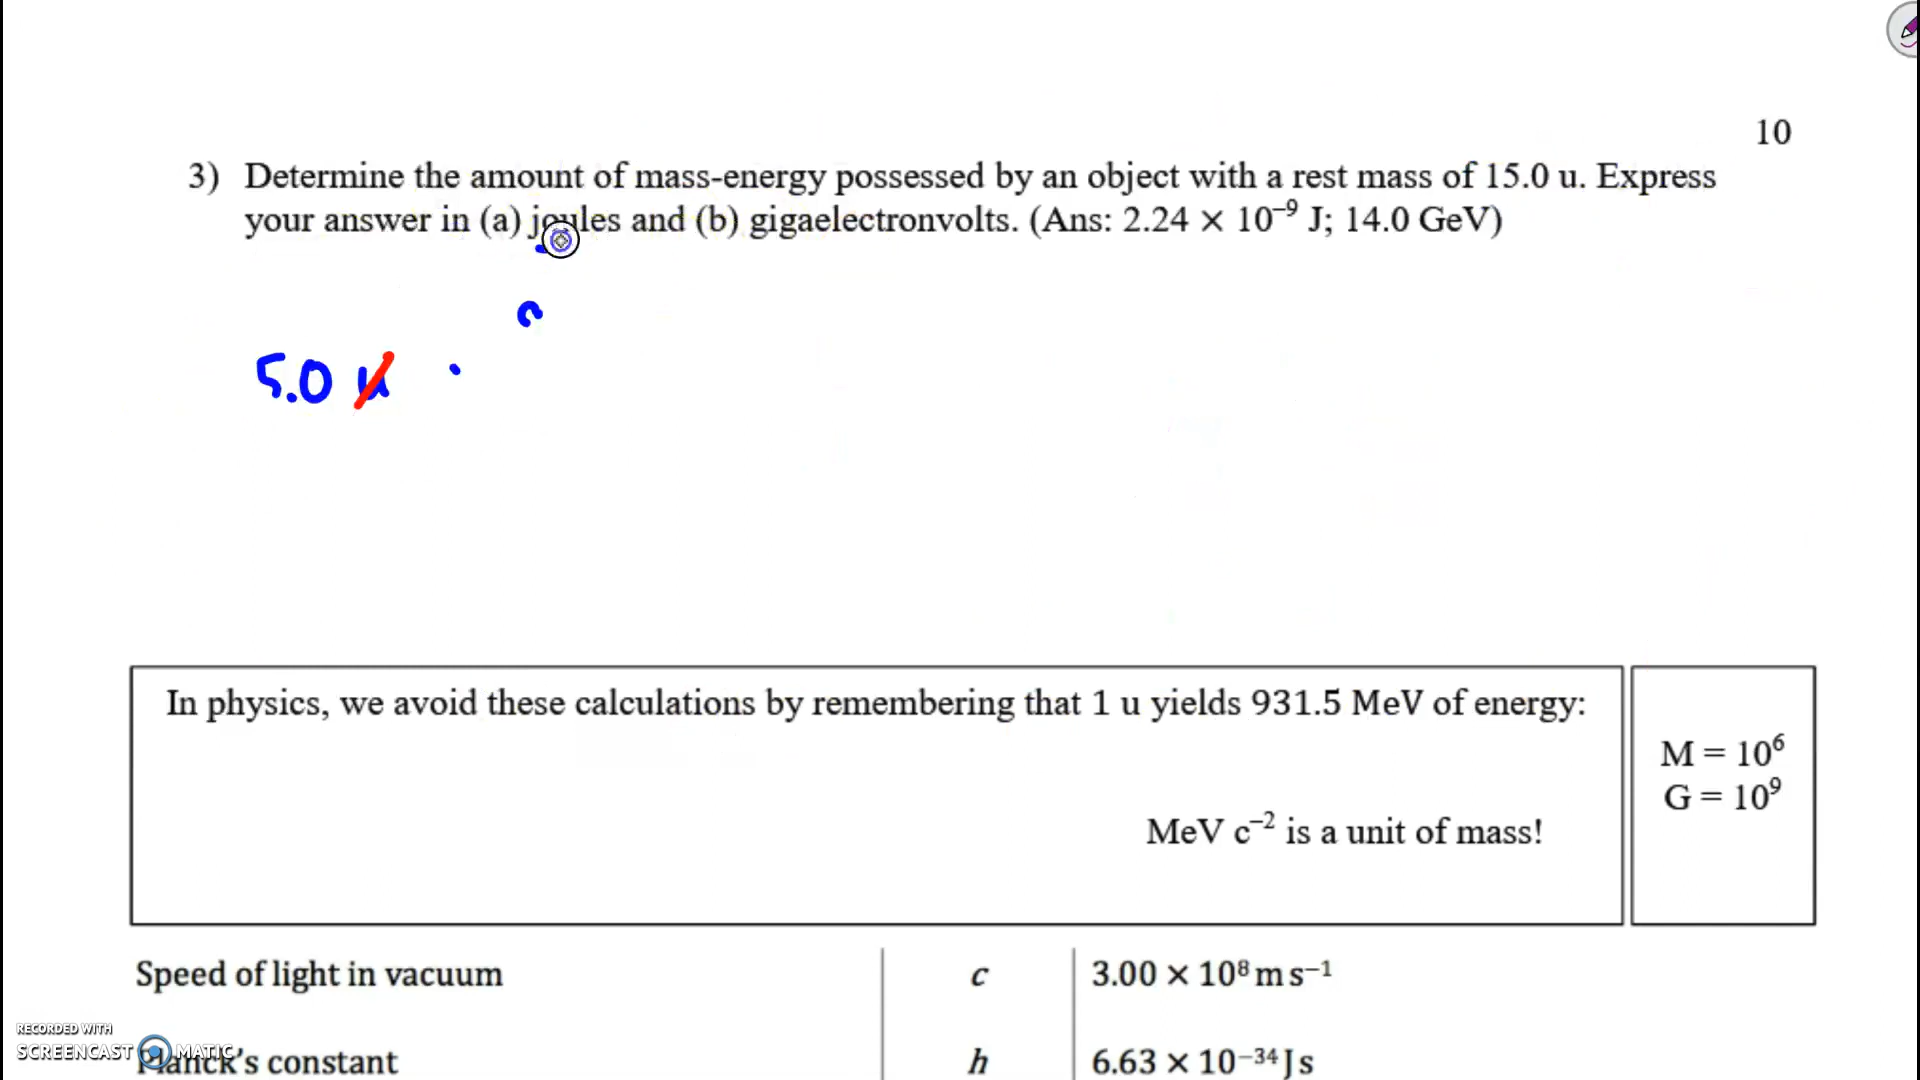 10
3) Determine the amount of mass-energy possessed by an object with a rest mass of 15.0 u. Express
your answer in (a) joules and (b) gigaelectronvolts. (Ans: 2.24 × 10⁻⁹ J; 14.0 GeV)
5.0 u ·
In physics, we avoid these calculations by remembering that 1 u yields 931.5 MeV of energy:
M = 10⁶
G = 10⁹
MeV c⁻² is a unit of mass!
Speed of light in vacuum c 3.00 × 10⁸ m s⁻¹
Planck's constant h 6.63 × 10⁻³⁴ J s
RECORDED WITH
SCREENCAST MATIC